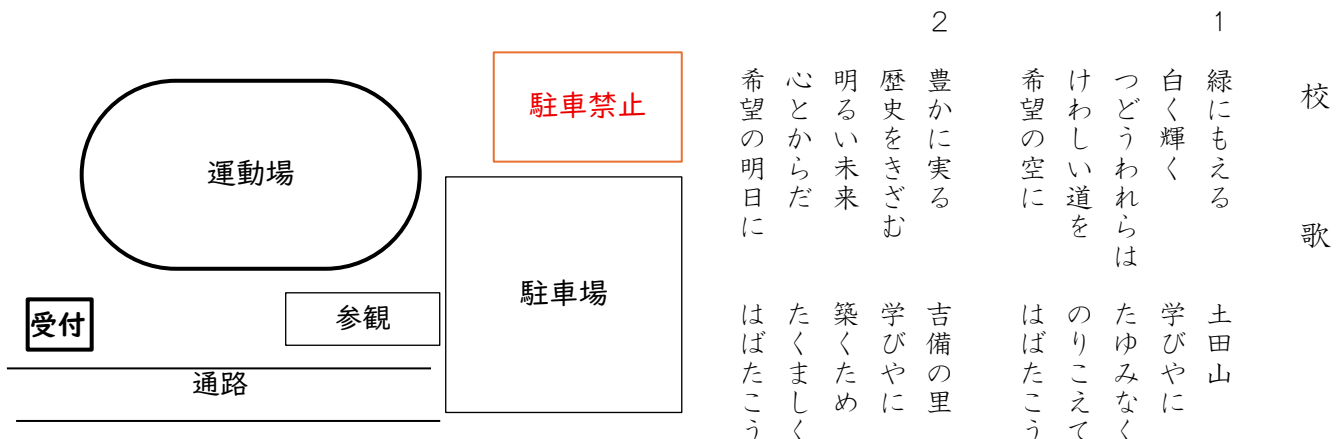 校歌
1
緑にもえる 土田山
白く輝く 学びやに
つどうわれらは たゆみなく
けわしい道を のりこえて
希望の空に はばたこう
2
豊かに実る 吉備の里
歴史をきざむ 学びやに
明るい未来 築くため
心とからだ たくましく
希望の明日に はばたこう
駐車禁止
運動場
駐車場
参観
受付
通路